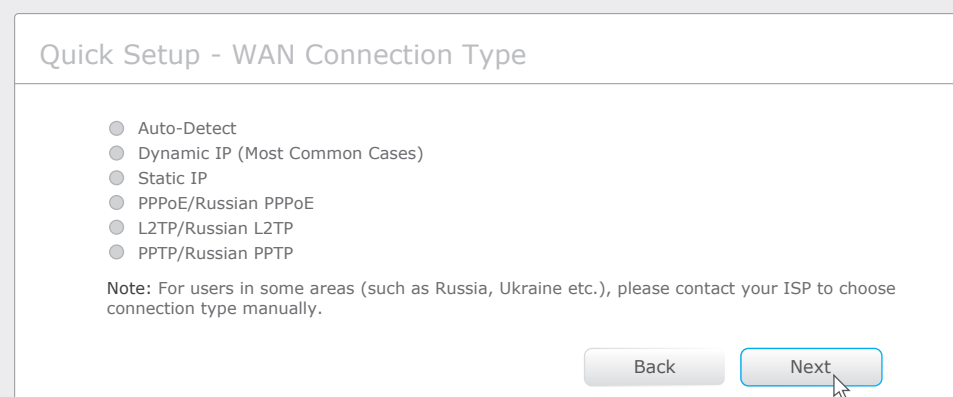 Quick Setup - WAN Connection Type
Auto-Detect
Dynamic IP (Most Common Cases)
Static IP
PPPoE/Russian PPPoE
L2TP/Russian L2TP
PPTP/Russian PPTP
Note: For users in some areas (such as Russia, Ukraine etc.), please contact your ISP to choose
connection type manually.
Back Next